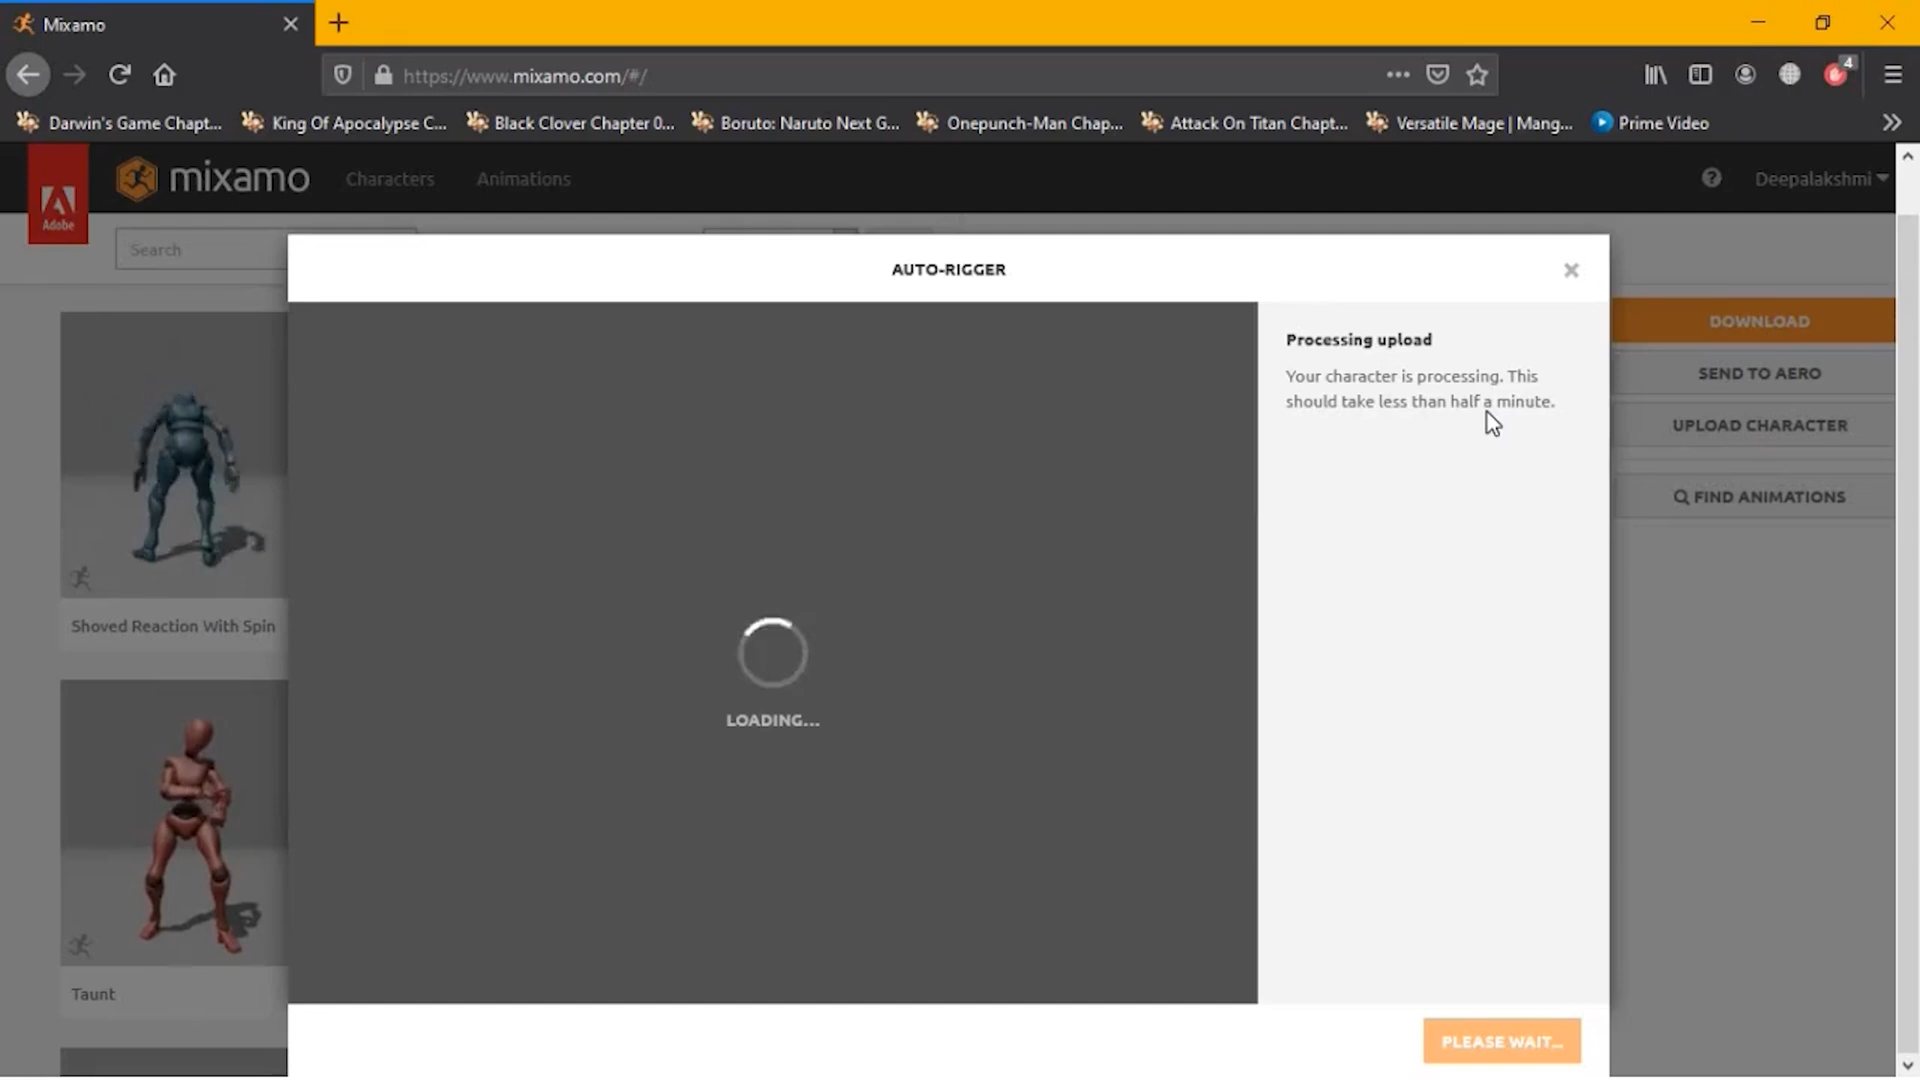 Mixamo
https://www.mixamo.com/#/
4
Darwin's Game Chapt...
King Of Apocalypse C...
Black Clover Chapter 0...
Boruto: Naruto Next G...
Onepunch-Man Chap...
Attack On Titan Chapt...
Versatile Mage | Mang...
Prime Video
Adobe
mixamo
Characters
Animations
Deepalakshmi
Search
AUTO-RIGGER
Processing upload
Your character is processing. This
should take less than half a minute.
DOWNLOAD
SEND TO AERO
UPLOAD CHARACTER
FIND ANIMATIONS
Shoved Reaction With Spin
LOADING...
Taunt
PLEASE WAIT...